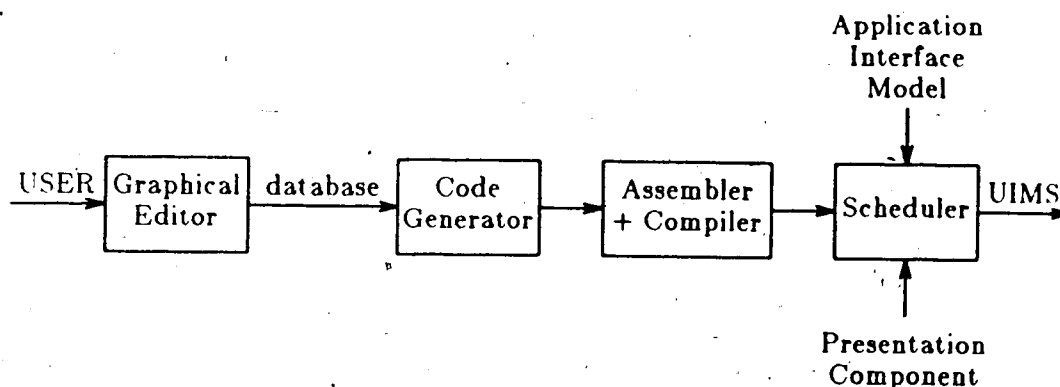 Application
Interface
Model
USER
Graphical
Editor
database
Code
Generator
Assembler
+ Compiler
Scheduler
UIMS
Presentation
Component